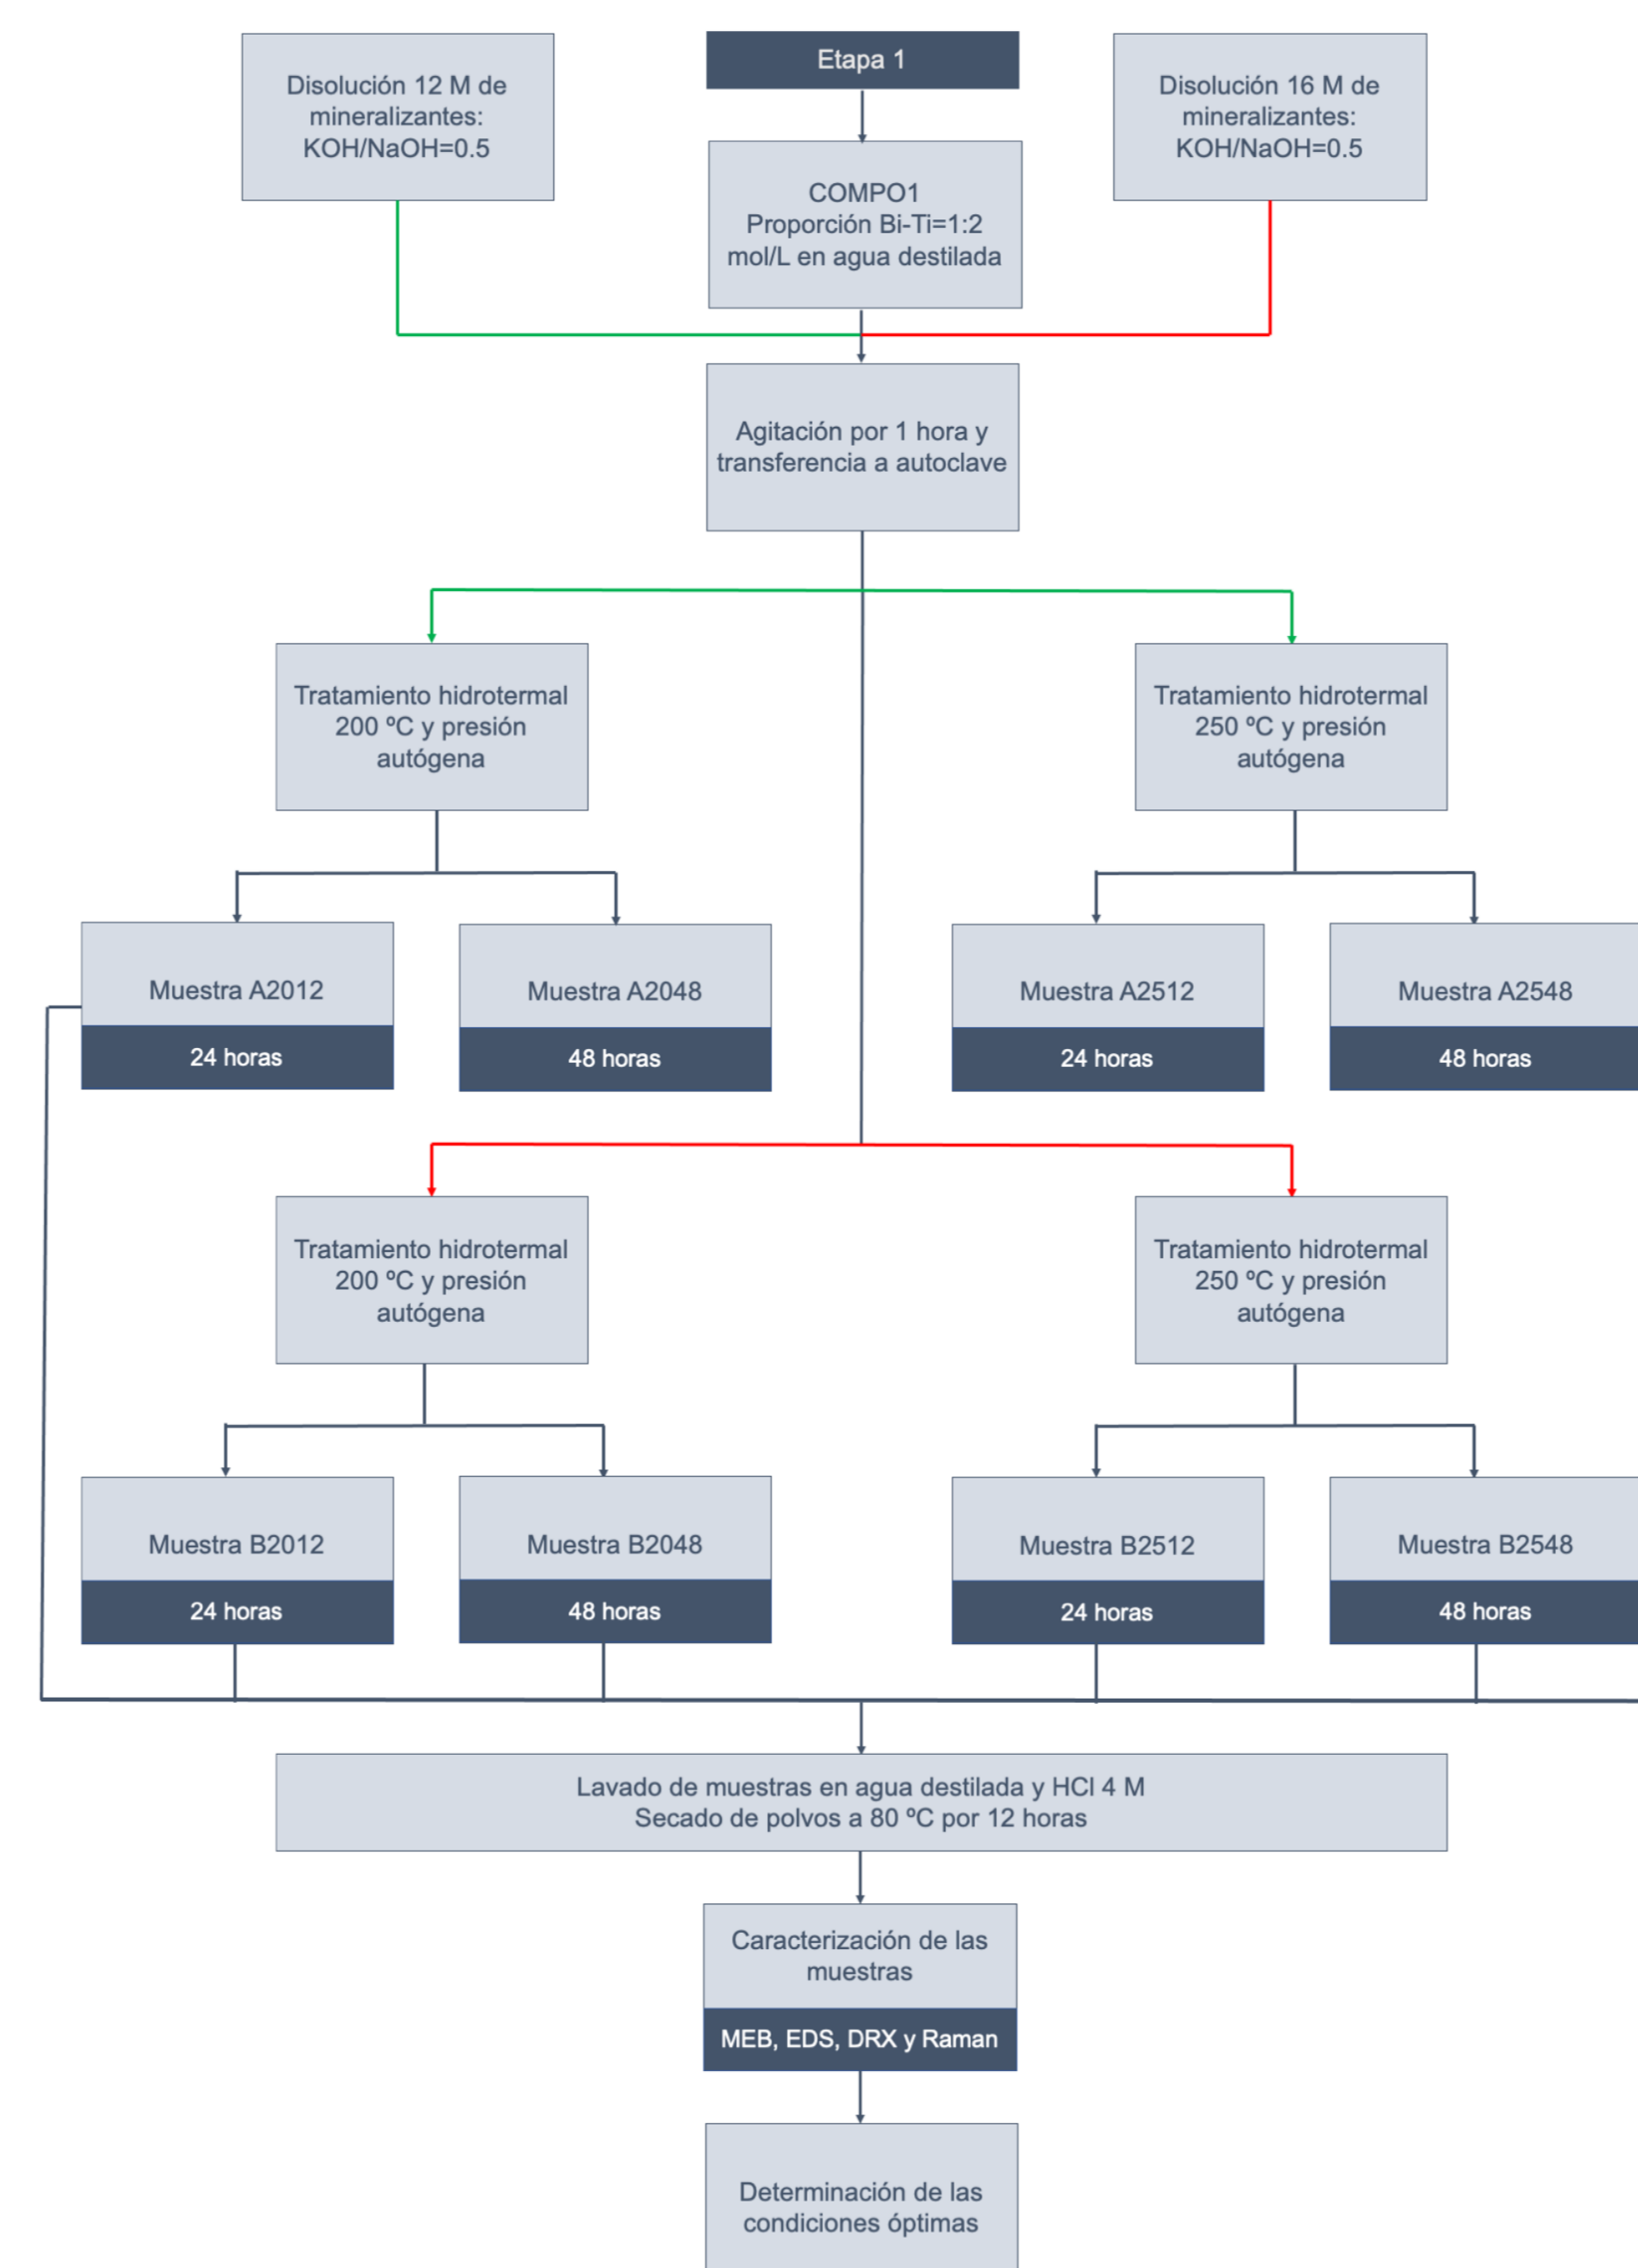 Disolución 12 M de
mineralizantes:
KOH/NaOH=0.5
Etapa 1
Disolución 16 M de
mineralizantes:
KOH/NaOH=0.5
COMPO1
Proporción Bi-Ti=1:2
mol/L en agua destilada
Agitación por 1 hora y
transferencia a autoclave
Tratamiento hidrotermal
200 ºC y presión
autógena
Tratamiento hidrotermal
250 ºC y presión
autógena
Muestra A2012
24 horas
Muestra A2048
48 horas
Muestra A2512
24 horas
Muestra A2548
48 horas
Tratamiento hidrotermal
200 ºC y presión
autógena
Tratamiento hidrotermal
250 ºC y presión
autógena
Muestra B2012
24 horas
Muestra B2048
48 horas
Muestra B2512
24 horas
Muestra B2548
48 horas
Lavado de muestras en agua destilada y HCl 4 M
Secado de polvos a 80 ºC por 12 horas
Caracterización de las
muestras
MEB, EDS, DRX y Raman
Determinación de las
condiciones óptimas